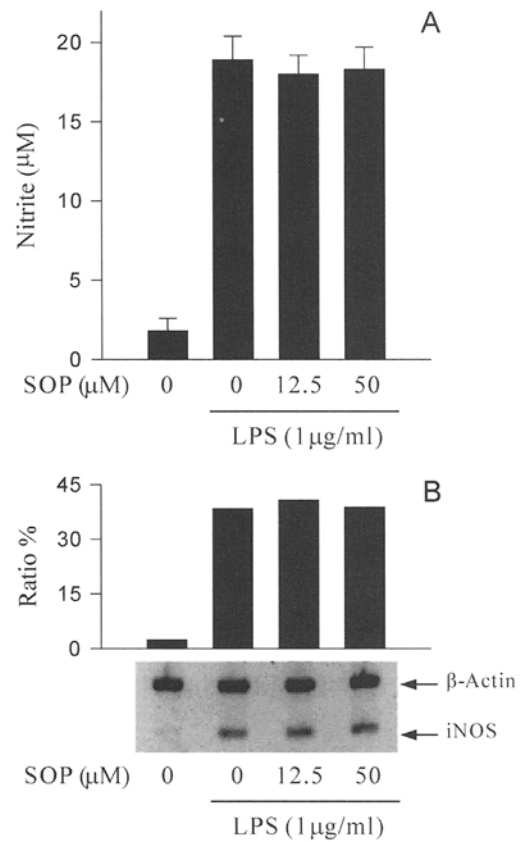 A
Nitrite (µM)
20
15
10
5
0
SOP (µM) 0 0 12.5 50
LPS (1µg/ml)
B
Ratio %
45
30
15
0
β-Actin
iNOS
SOP (µM) 0 0 12.5 50
LPS (1µg/ml)